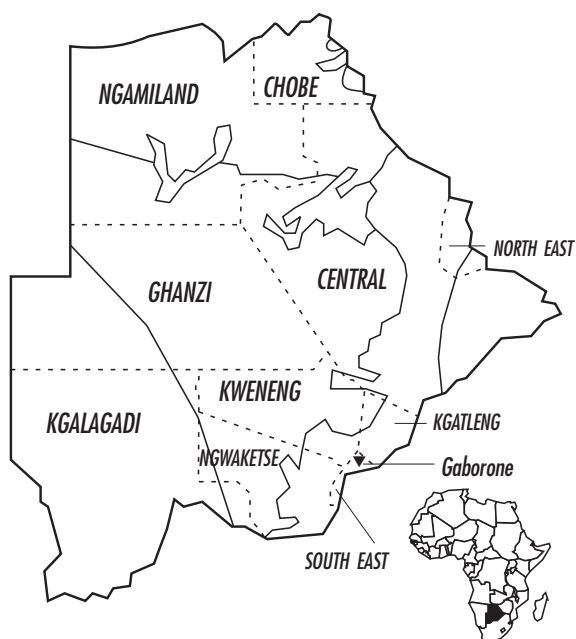 NGAMILAND
CHOBE
NORTH EAST
GHANZI
CENTRAL
KWENENG
KGALAGADI
KGATLENG
NGWAKETSE
Gaborone
SOUTH EAST